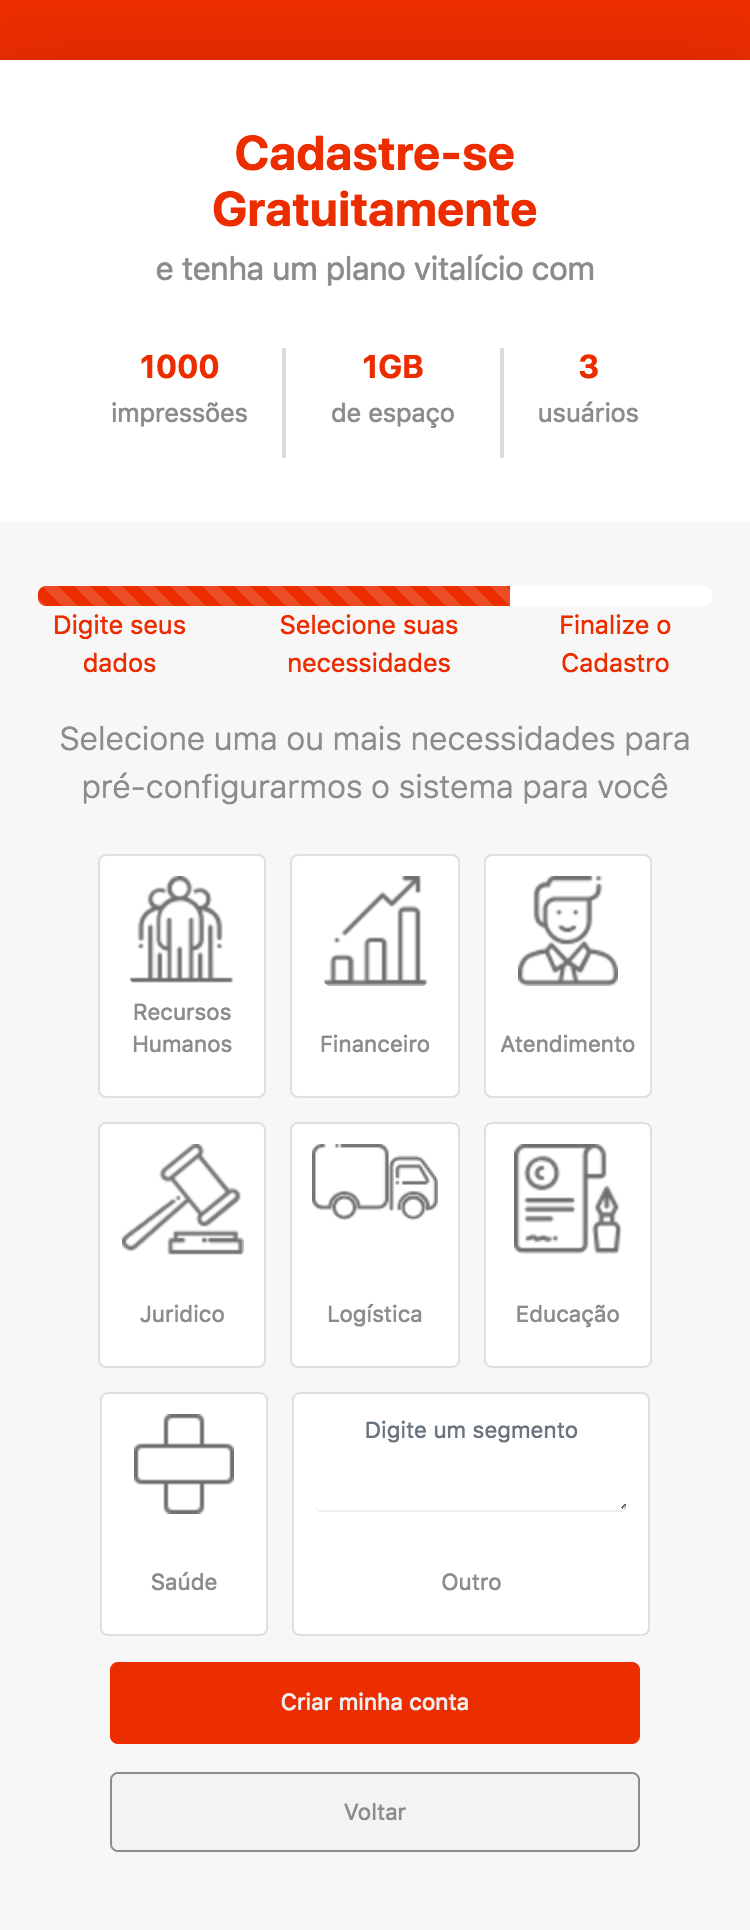 Cadastre-se
Gratuitamente
e tenha um plano vitalício com
1000
impressões
1GB
de espaço
3
usuários
Digite seus
dados
Selecione suas
necessidades
Finalize o
Cadastro
Selecione uma ou mais necessidades para
pré-configurarmos o sistema para você
Recursos
Humanos
Financeiro
Atendimento
Juridico
Logística
Educação
Saúde
Digite um segmento
Outro
Criar minha conta
Voltar